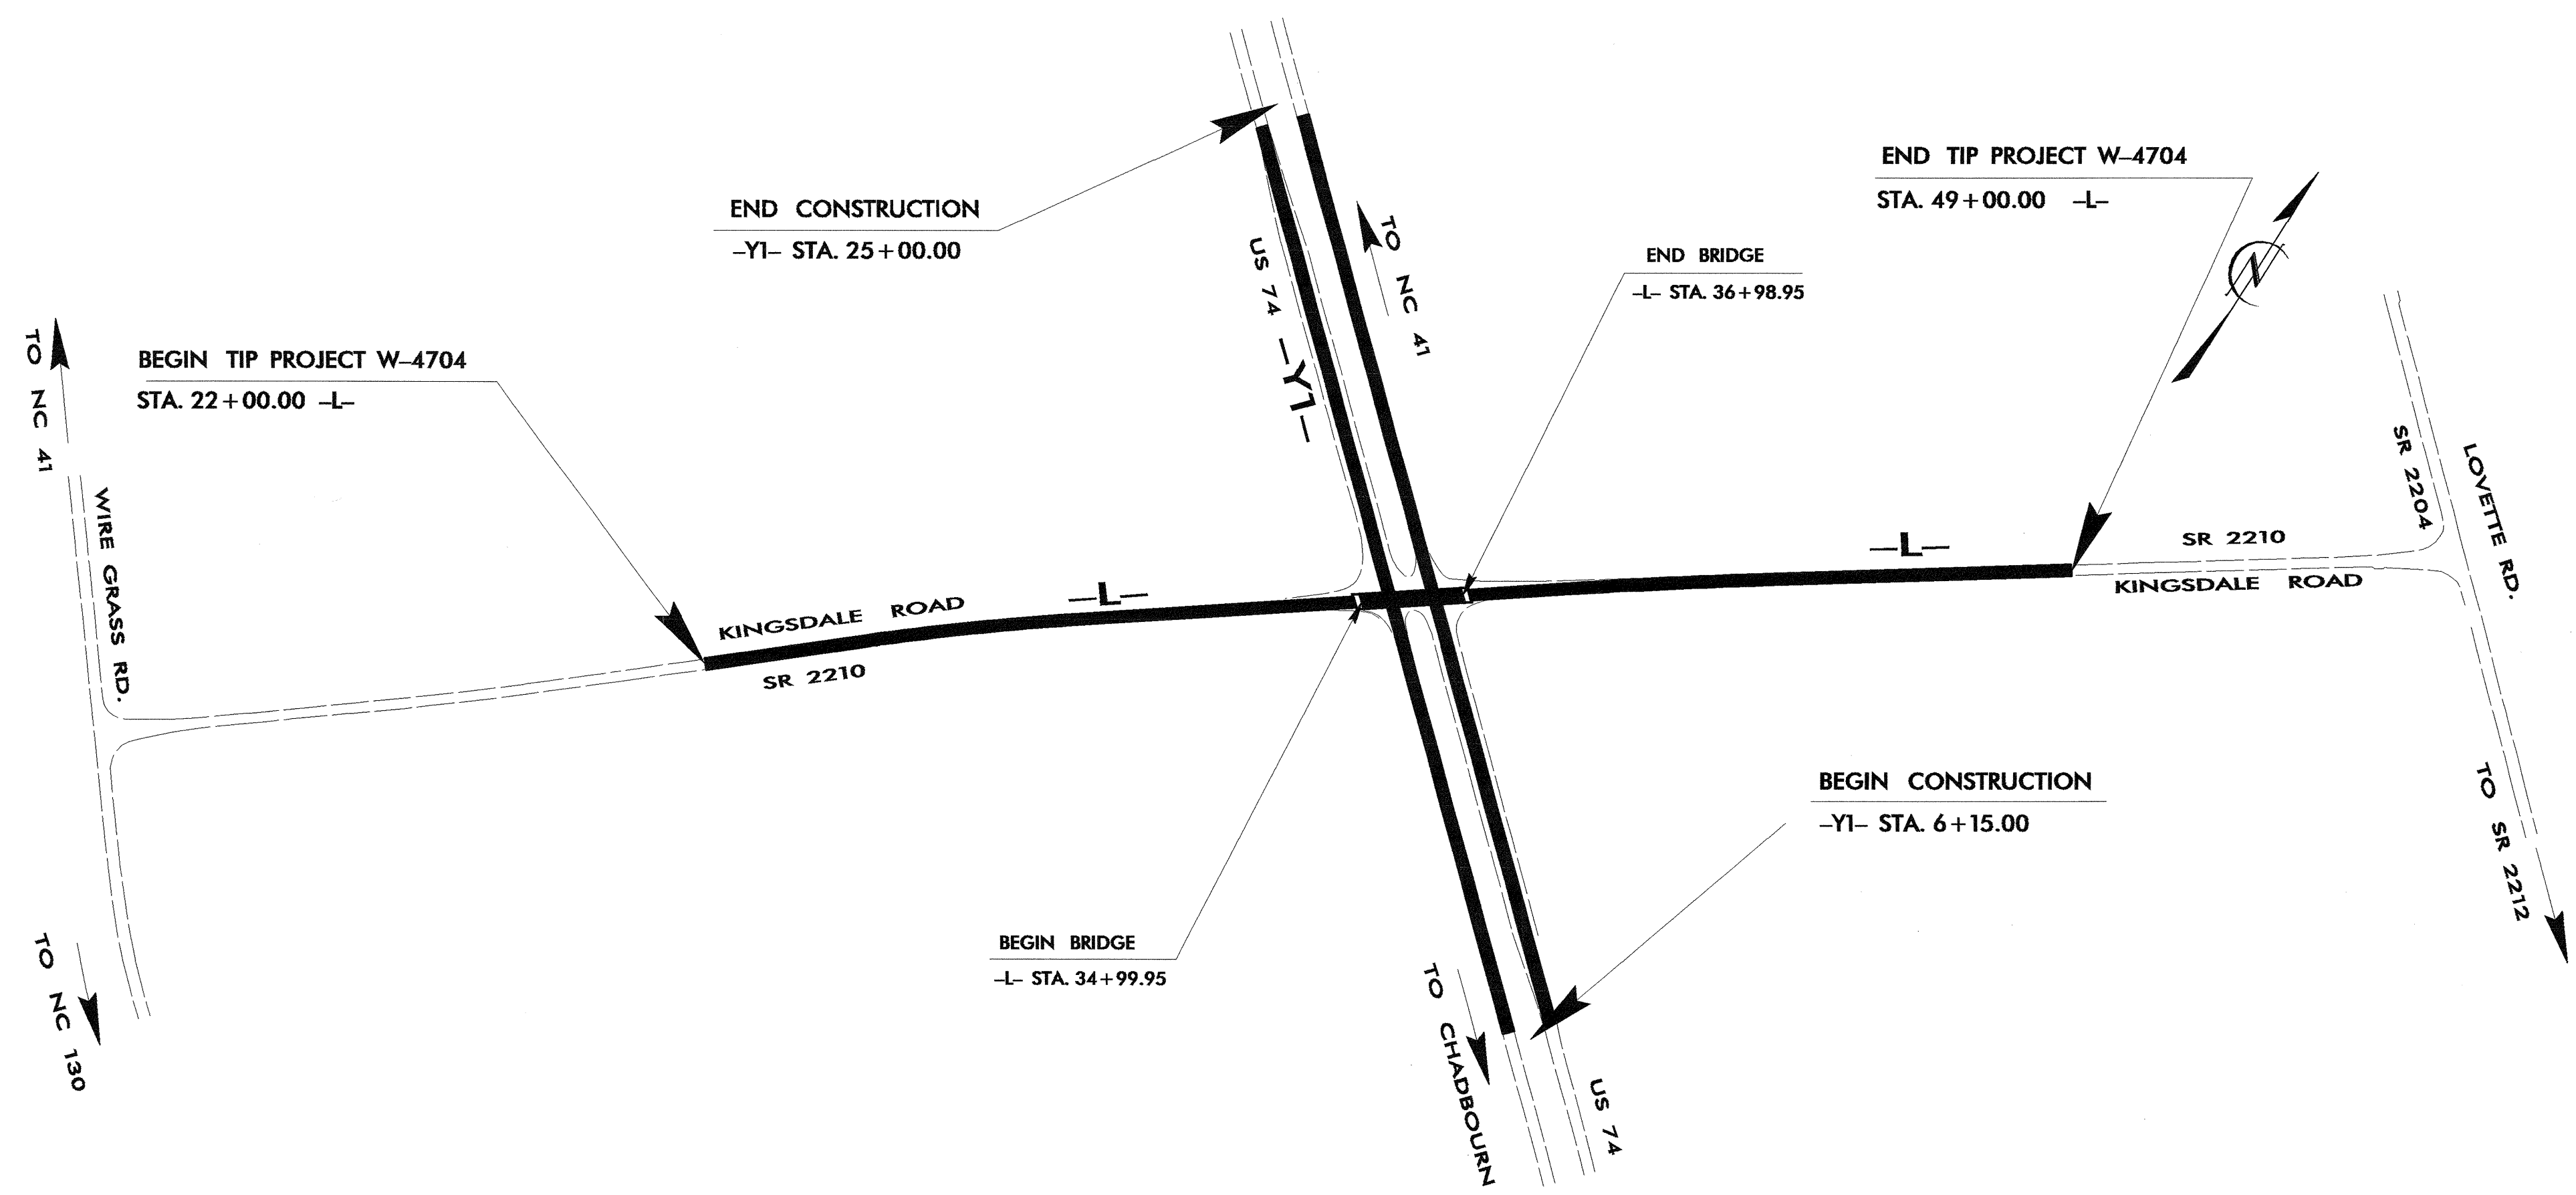 END TIP PROJECT W–4704
STA. 49+00.00 –L–
END CONSTRUCTION
–Y1– STA. 25+00.00
US 74
–Y1–
TO NC 41
END BRIDGE
–L– STA. 36+98.95
N
TO NC 41
BEGIN TIP PROJECT W–4704
STA. 22+00.00 –L–
WIRE GRASS RD.
SR 2204
LOVETTE RD.
–L–
SR 2210
KINGSDALE ROAD
–L–
KINGSDALE ROAD
SR 2210
BEGIN CONSTRUCTION
–Y1– STA. 6+15.00
TO SR 2212
BEGIN BRIDGE
–L– STA. 34+99.95
TO NC 130
TO CHADBOURN
US 74